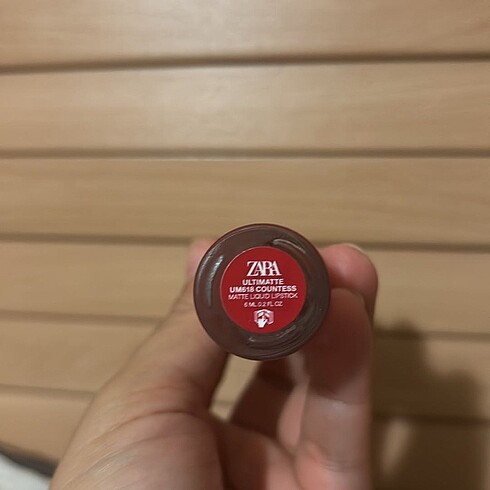 ZARA
ULTIMATTE
UM618 COUNTESS
MATTE LIQUID LIPSTICK
6 ML 0.2 FL OZ